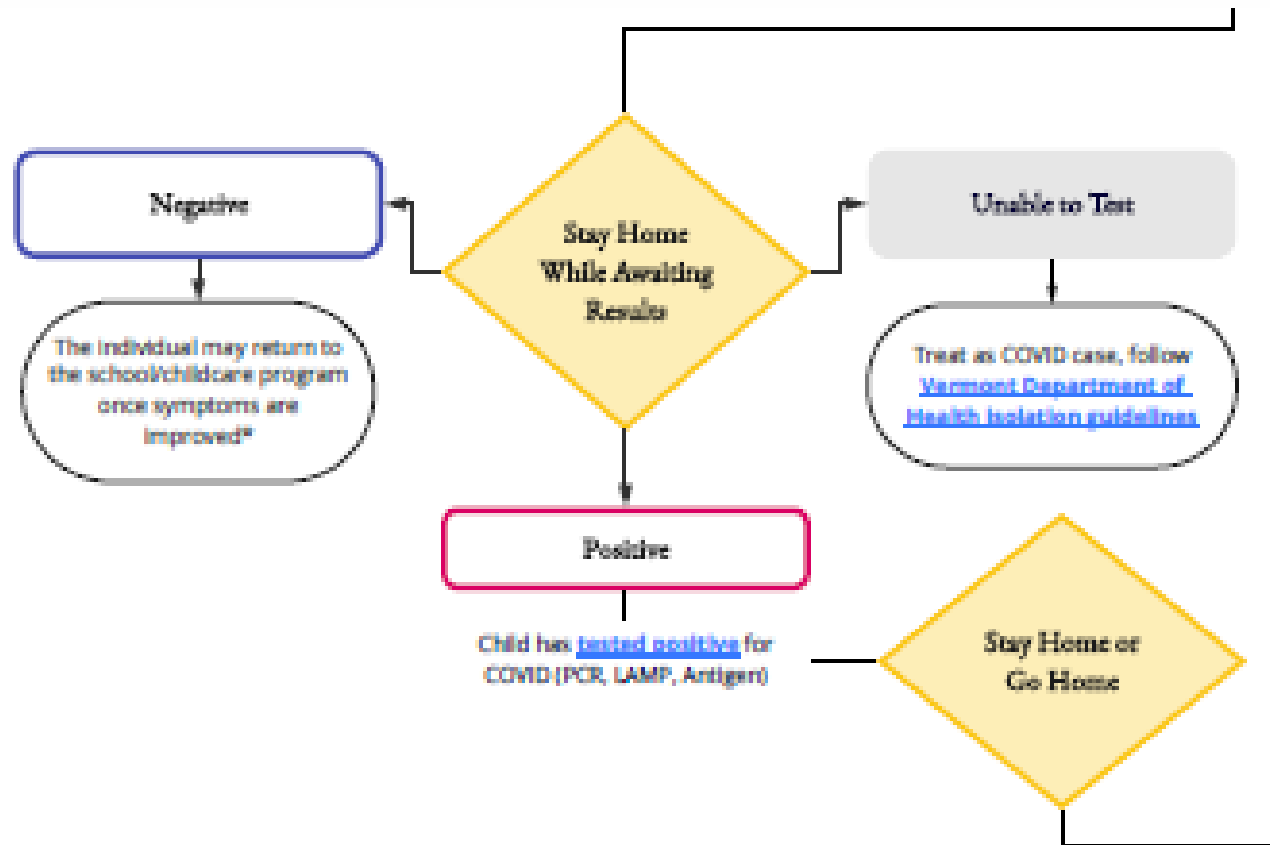 Negative
Stay Home
While Awaiting
Results
Unable to Test
The individual may return to
the school/childcare program
once symptoms are
improved*
Treat as COVID case, follow
Vermont Department of
Health isolation guidelines
Positive
Child has tested positive for
COVID (PCR, LAMP, Antigen)
Stay Home or
Go Home